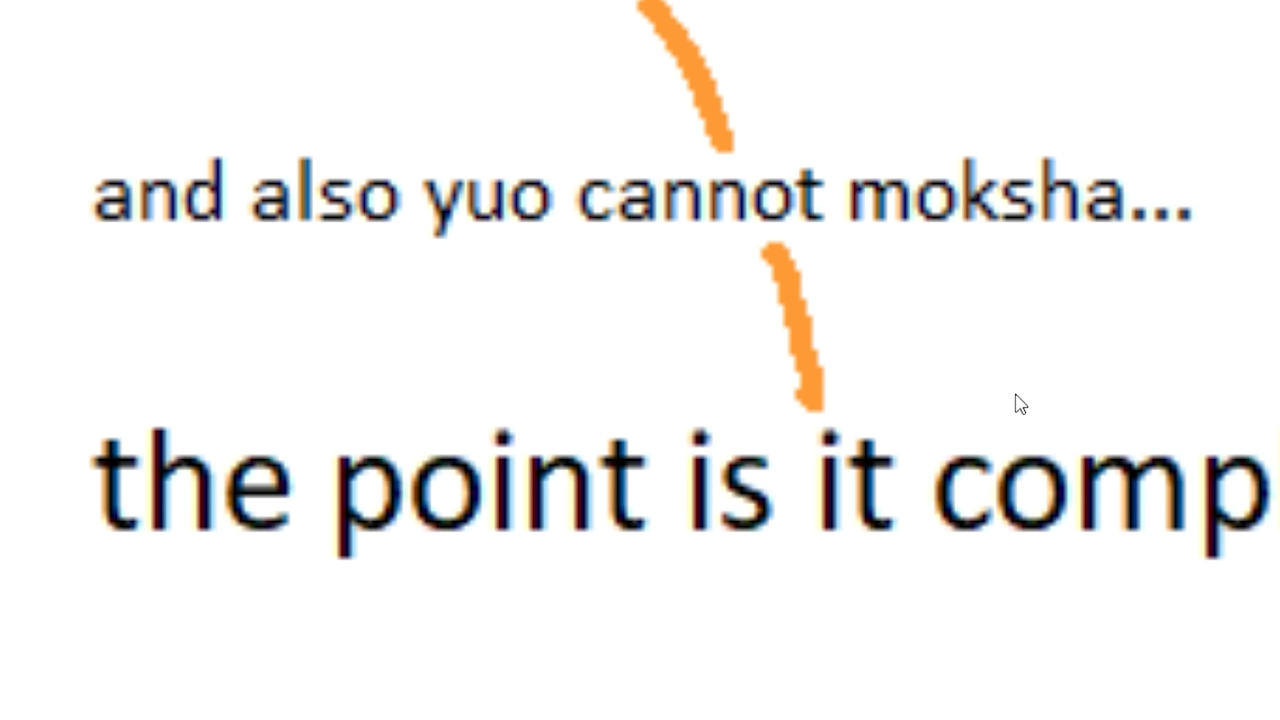 and also yuo cannot moksha...
the point is it comp